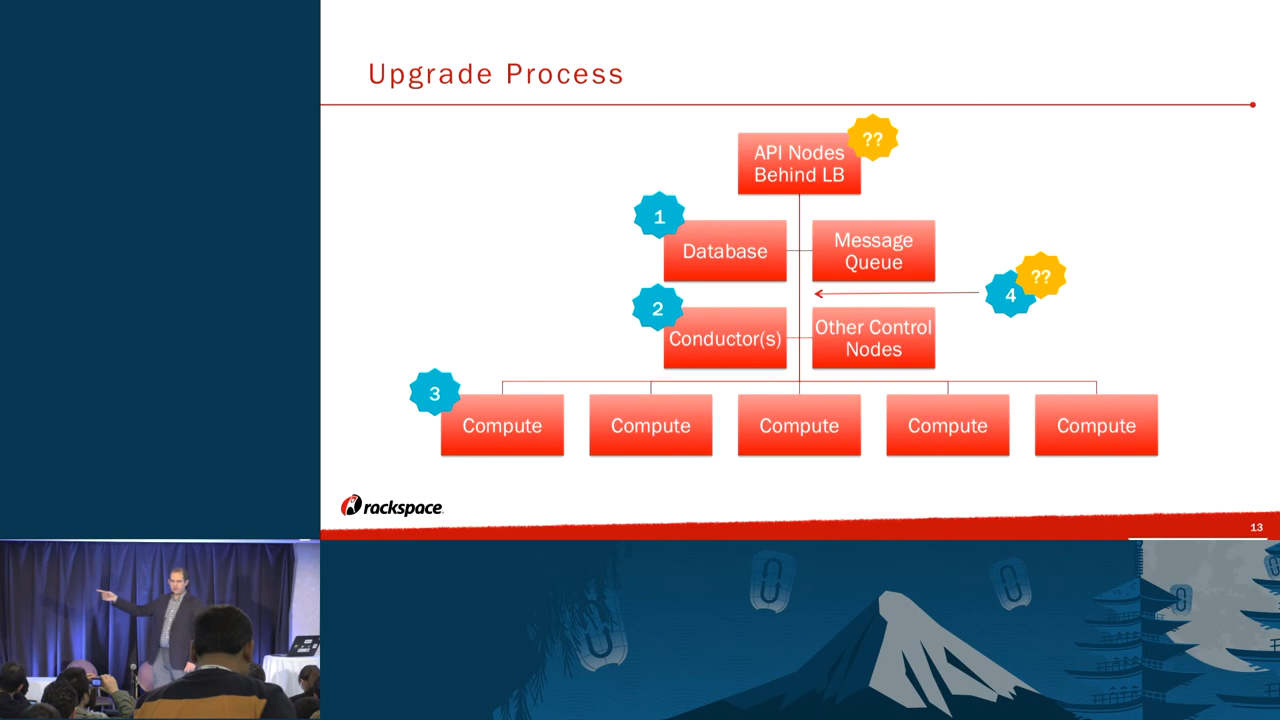 Upgrade Process
API Nodes
Behind LB
??
1
Database
Message
Queue
??
4
2
Conductor(s)
Other Control
Nodes
3
Compute
Compute
Compute
Compute
Compute
rackspace
13